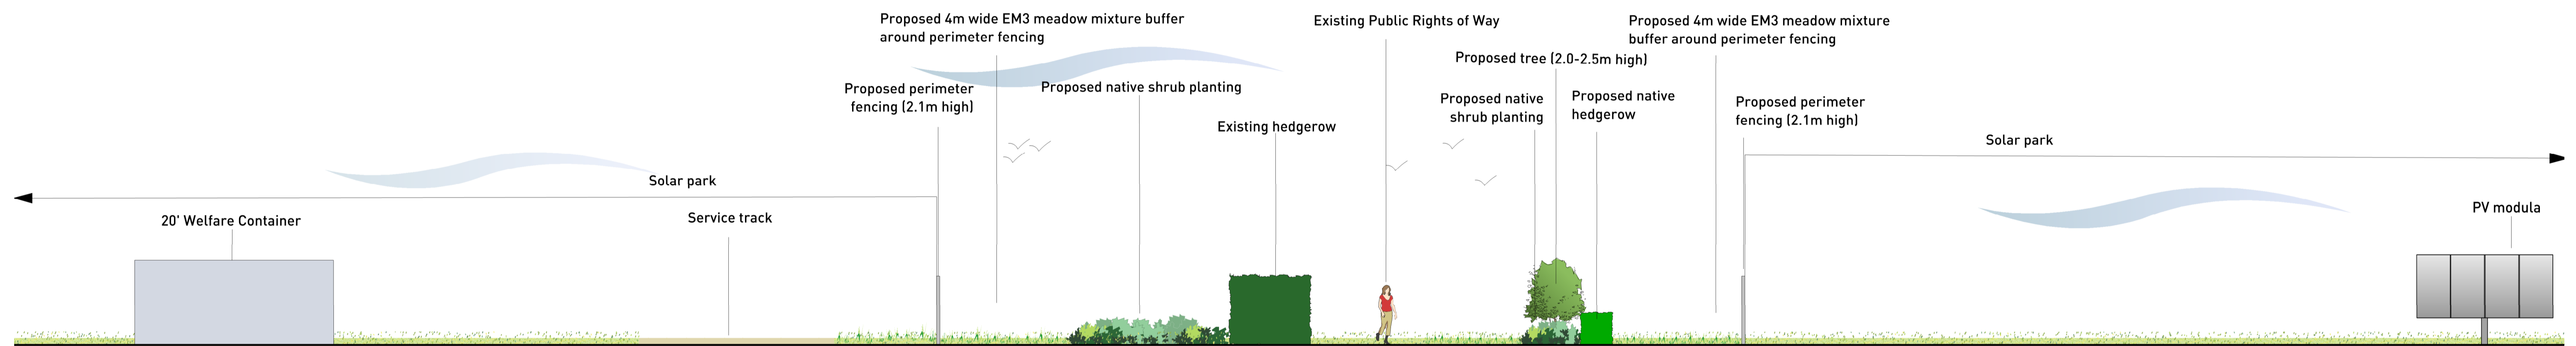 20' Welfare Container
Solar park
Service track
Proposed perimeter
fencing (2.1m high)
Proposed 4m wide EM3 meadow mixture buffer
around perimeter fencing
Proposed native shrub planting
Existing hedgerow
Existing Public Rights of Way
Proposed tree (2.0-2.5m high)
Proposed native
shrub planting
Proposed native
hedgerow
Proposed 4m wide EM3 meadow mixture
buffer around perimeter fencing
Proposed perimeter
fencing (2.1m high)
Solar park
PV modula